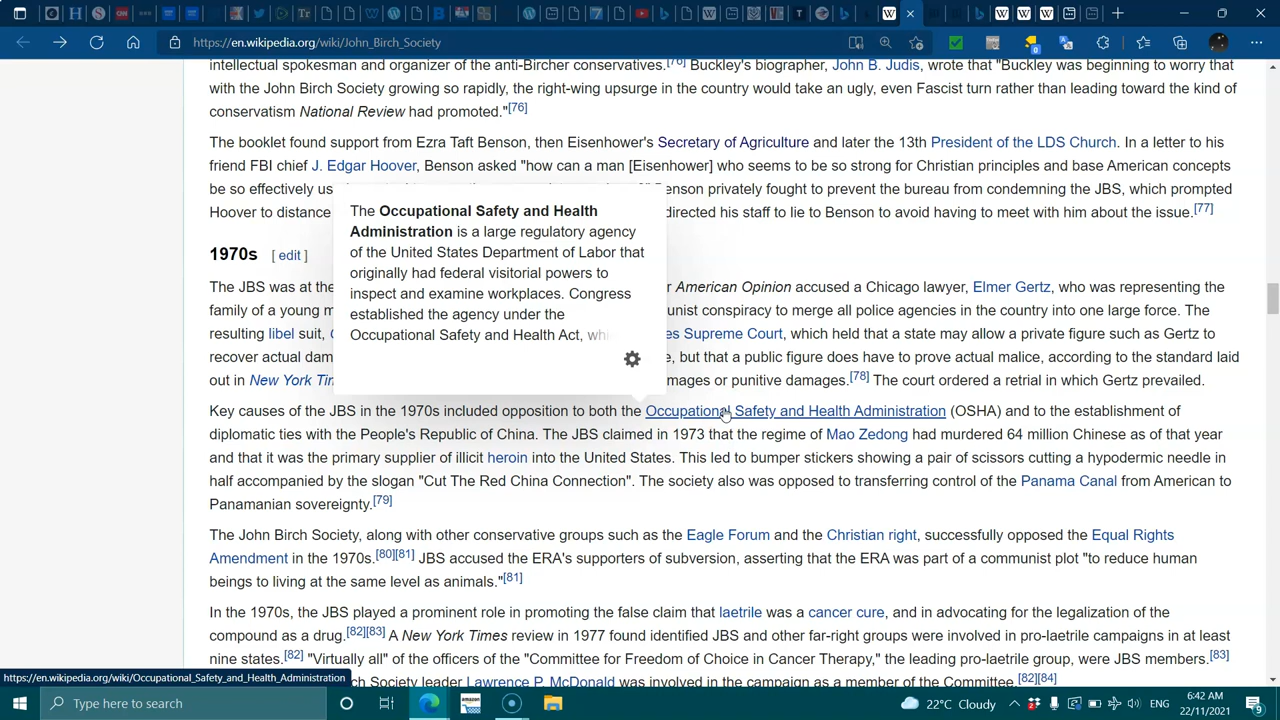 https://en.wikipedia.org/wiki/John_Birch_Society
intellectual spokesman and organizer of the anti-Bircher conservatives.[76] Buckley's biographer, John B. Judis, wrote that "Buckley was beginning to worry that
with the John Birch Society growing so rapidly, the right-wing upsurge in the country would take an ugly, even Fascist turn rather than leading toward the kind of
conservatism National Review had promoted."[76]
The booklet found support from Ezra Taft Benson, then Eisenhower's Secretary of Agriculture and later the 13th President of the LDS Church. In a letter to his
friend FBI chief J. Edgar Hoover, Benson asked "how can a man [Eisenhower] who seems to be so strong for Christian principles and base American concepts
be so effectively Benson privately fought to prevent the bureau from condemning the JBS, which prompted
Hoover to distance directed his staff to lie to Benson to avoid having to meet with him about the issue.[77]
The Occupational Safety and Health
Administration is a large regulatory agency
of the United States Department of Labor that
originally had federal visitorial powers to
inspect and examine workplaces. Congress
established the agency under the
Occupational Safety and Health Act,
1970s [ edit ]
The JBS was at the American Opinion accused a Chicago lawyer, Elmer Gertz, who was representing the
family of a young conspiracy to merge all police agencies in the country into one large force. The
resulting libel suit, Supreme Court, which held that a state may allow a private figure such as Gertz to
recover actual , but that a public figure does have to prove actual malice, according to the standard laid
out in New York or punitive damages.[78] The court ordered a retrial in which Gertz prevailed.
Key causes of the JBS in the 1970s included opposition to both the Occupational Safety and Health Administration (OSHA) and to the establishment of
diplomatic ties with the People's Republic of China. The JBS claimed in 1973 that the regime of Mao Zedong had murdered 64 million Chinese as of that year
and that it was the primary supplier of illicit heroin into the United States. This led to bumper stickers showing a pair of scissors cutting a hypodermic needle in
half accompanied by the slogan "Cut The Red China Connection". The society also was opposed to transferring control of the Panama Canal from American to
Panamanian sovereignty.[79]
The John Birch Society, along with other conservative groups such as the Eagle Forum and the Christian right, successfully opposed the Equal Rights
Amendment in the 1970s.[80][81] JBS accused the ERA's supporters of subversion, asserting that the ERA was part of a communist plot "to reduce human
beings to living at the same level as animals."[81]
In the 1970s, the JBS played a prominent role in promoting the false claim that laetrile was a cancer cure, and in advocating for the legalization of the
compound as a drug.[82][83] A New York Times review in 1977 found identified JBS and other far-right groups were involved in pro-laetrile campaigns in at least
nine states.[82] "Virtually all" of the officers of the "Committee for Freedom of Choice in Cancer Therapy," the leading pro-laetrile group, were JBS members.[83]
Society leader Lawrence P. McDonald was involved in the campaign as a member of the Committee.[82][84]
https://en.wikipedia.org/wiki/Occupational_Safety_and_Health_Administration
Type here to search
22°C Cloudy
ENG
6:42 AM
22/11/2021